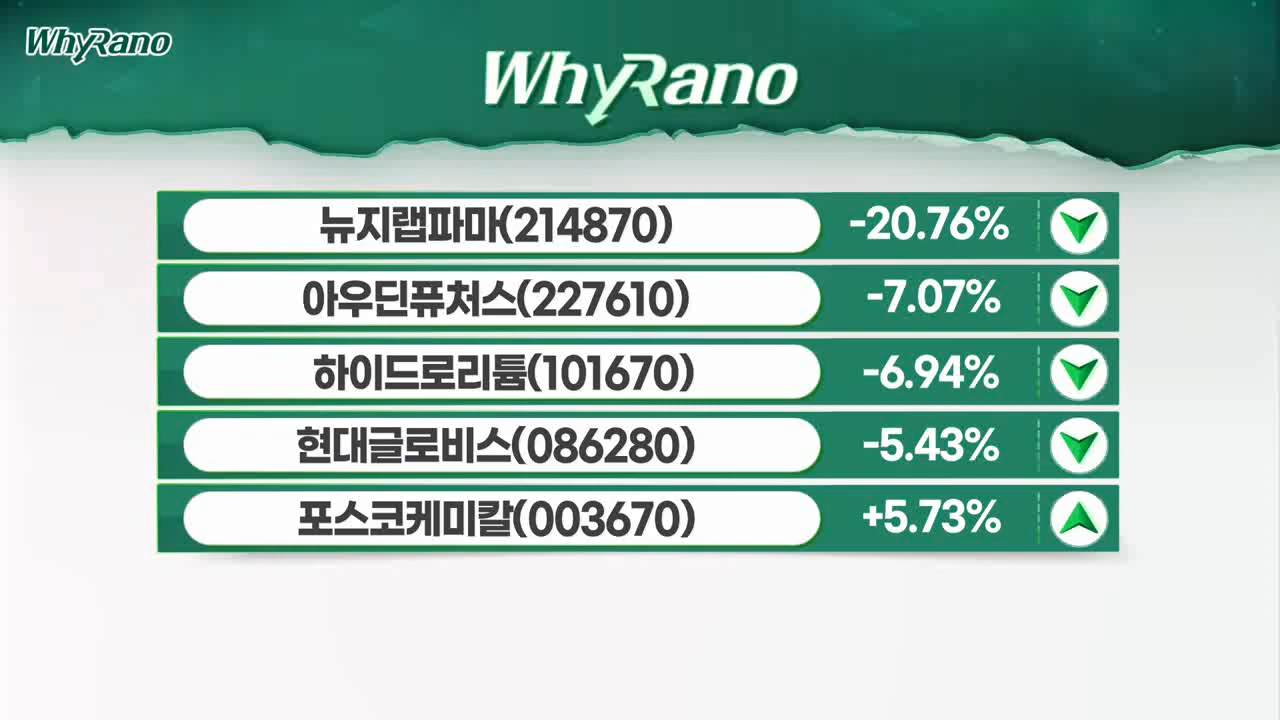 WhyRano
WhyRano
뉴지랩파마(214870) -20.76%
아우딘퓨쳐스(227610) -7.07%
하이드로리튬(101670) -6.94%
현대글로비스(086280) -5.43%
포스코케미칼(003670) +5.73%